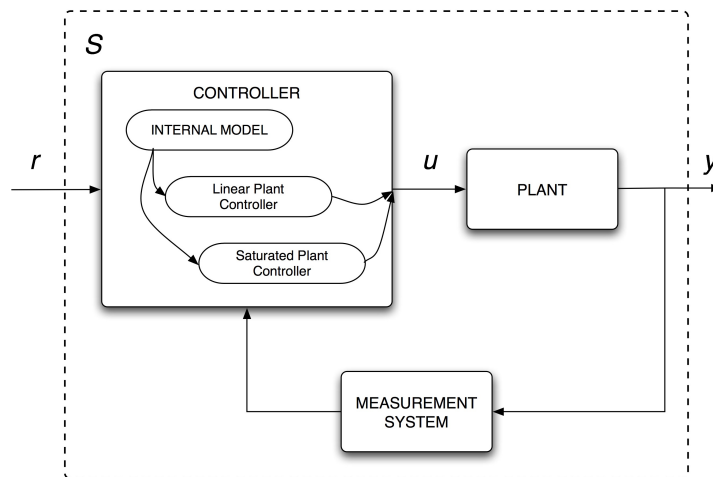 S
CONTROLLER
INTERNAL MODEL
r
Linear Plant
Controller
u
PLANT
y
Saturated Plant
Controller
MEASUREMENT
SYSTEM